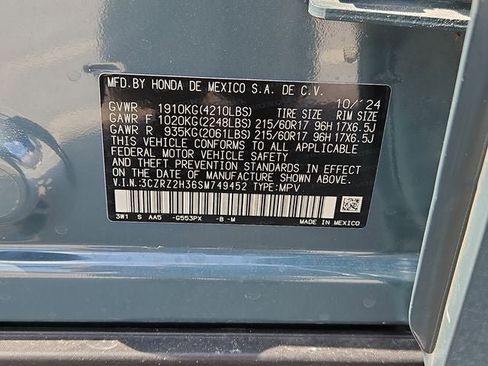 MFD.BY HONDA DE MEXICO S.A. DE C.V.
10/'24
GVWR 1910KG(4210LBS) TIRE SIZE RIM SIZE
GAWR F 1020KG(2248LBS) 215/60R17 96H 17X6.5J
GAWR R 935KG(2061LBS) 215/60R17 96H 17X6.5J
THIS VEHICLE CONFORMS TO ALL APPLICABLE
FEDERAL MOTOR VEHICLE SAFETY
AND THEFT PREVENTION STANDARDS IN EFFECT
ON THE DATE OF MANUFACTURE SHOWN ABOVE.
V.I.N.:3CZRZ2H36SM749452 TYPE:MPV
3W1 S AA5 -G553PX -B -M
MADE IN MEXICO